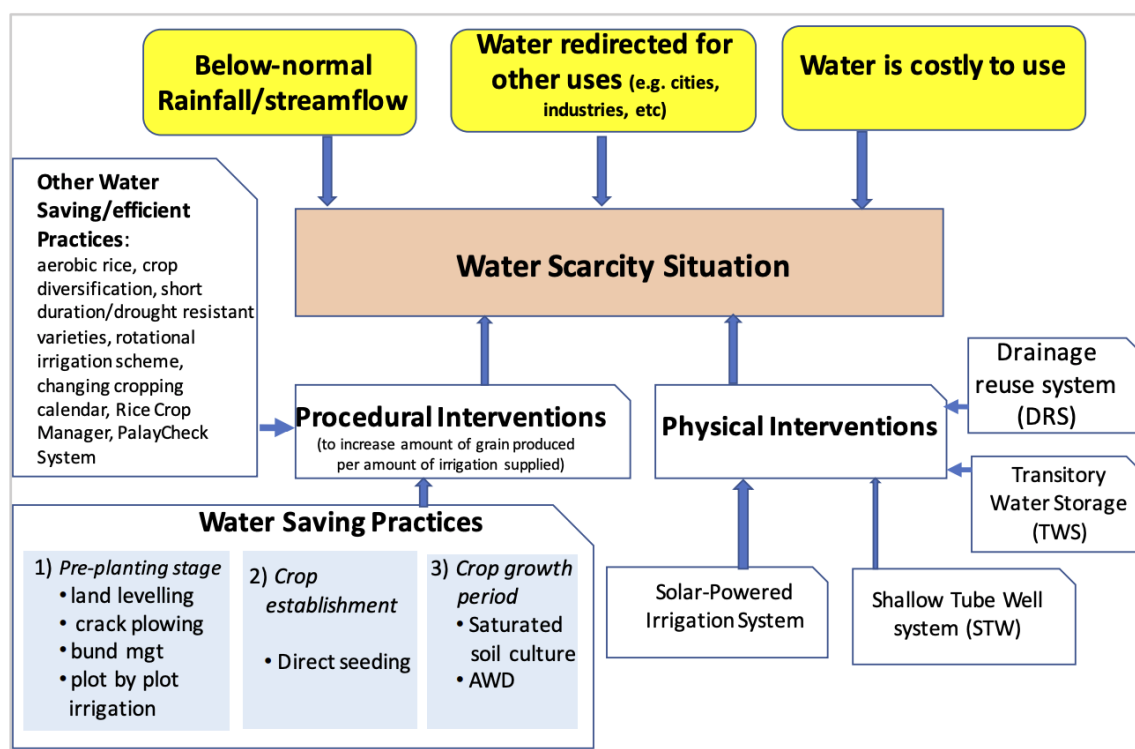 Below-normal
Rainfall/streamflow
Water redirected for
other uses (e.g. cities,
industries, etc)
Water is costly to use
Other Water
Saving/efficient
Practices:
aerobic rice, crop
diversification, short
duration/drought resistant
varieties, rotational
irrigation scheme,
changing cropping
calendar, Rice Crop
Manager, PalayCheck
System
Water Scarcity Situation
Procedural Interventions
(to increase amount of grain produced
per amount of irrigation supplied)
Physical Interventions
Drainage
reuse system
(DRS)
Transitory
Water Storage
(TWS)
Water Saving Practices
1) Pre-planting stage
• land levelling
• crack plowing
• bund mgt
• plot by plot
irrigation
2) Crop
establishment
• Direct seeding
3) Crop growth
period
• Saturated
soil culture
• AWD
Solar-Powered
Irrigation System
Shallow Tube Well
system (STW)